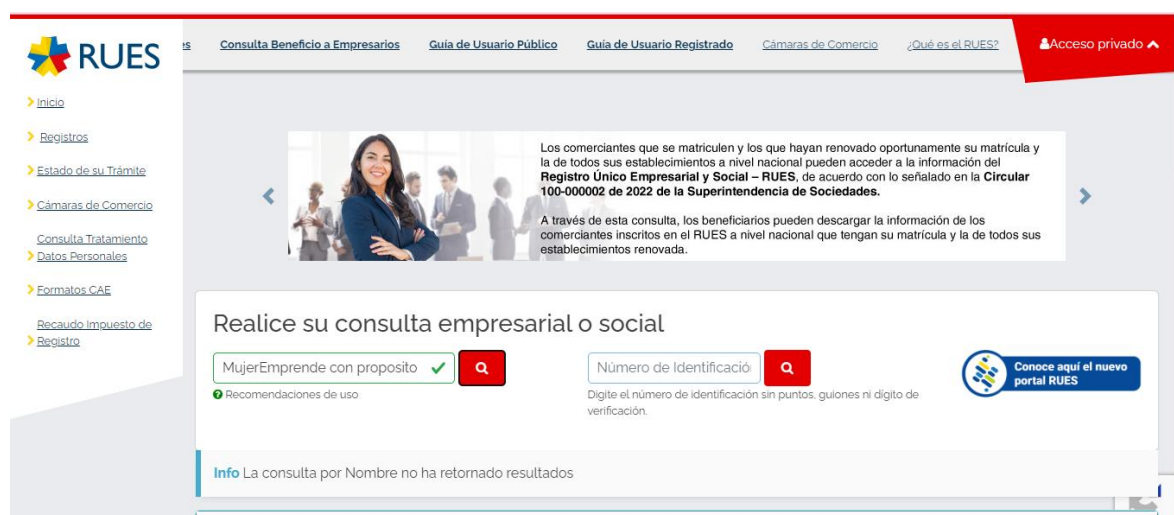 RUES
es
Consulta Beneficio a Empresarios
Guía de Usuario Público
Guía de Usuario Registrado
Cámaras de Comercio
¿Qué es el RUES?
Acceso privado
Inicio
Registros
Estado de su Trámite
Cámaras de Comercio
Consulta Tratamiento
Datos Personales
Formatos CAE
Recaudo Impuesto de
Registro
Los comerciantes que se matriculen y los que hayan renovado oportunamente su matrícula y
la de todos sus establecimientos a nivel nacional pueden acceder a la información del
Registro Único Empresarial y Social – RUES, de acuerdo con lo señalado en la Circular
100-000002 de 2022 de la Superintendencia de Sociedades.
A través de esta consulta, los beneficiarios pueden descargar la información de los
comerciantes inscritos en el RUES a nivel nacional que tengan su matrícula y la de todos sus
establecimientos renovada.
Realice su consulta empresarial o social
MujerEmprende con proposito
Número de Identificació
Conoce aquí el nuevo
portal RUES
Recomendaciones de uso
Digite el número de identificación sin puntos, guiones ni dígito de
verificación.
Info La consulta por Nombre no ha retornado resultados